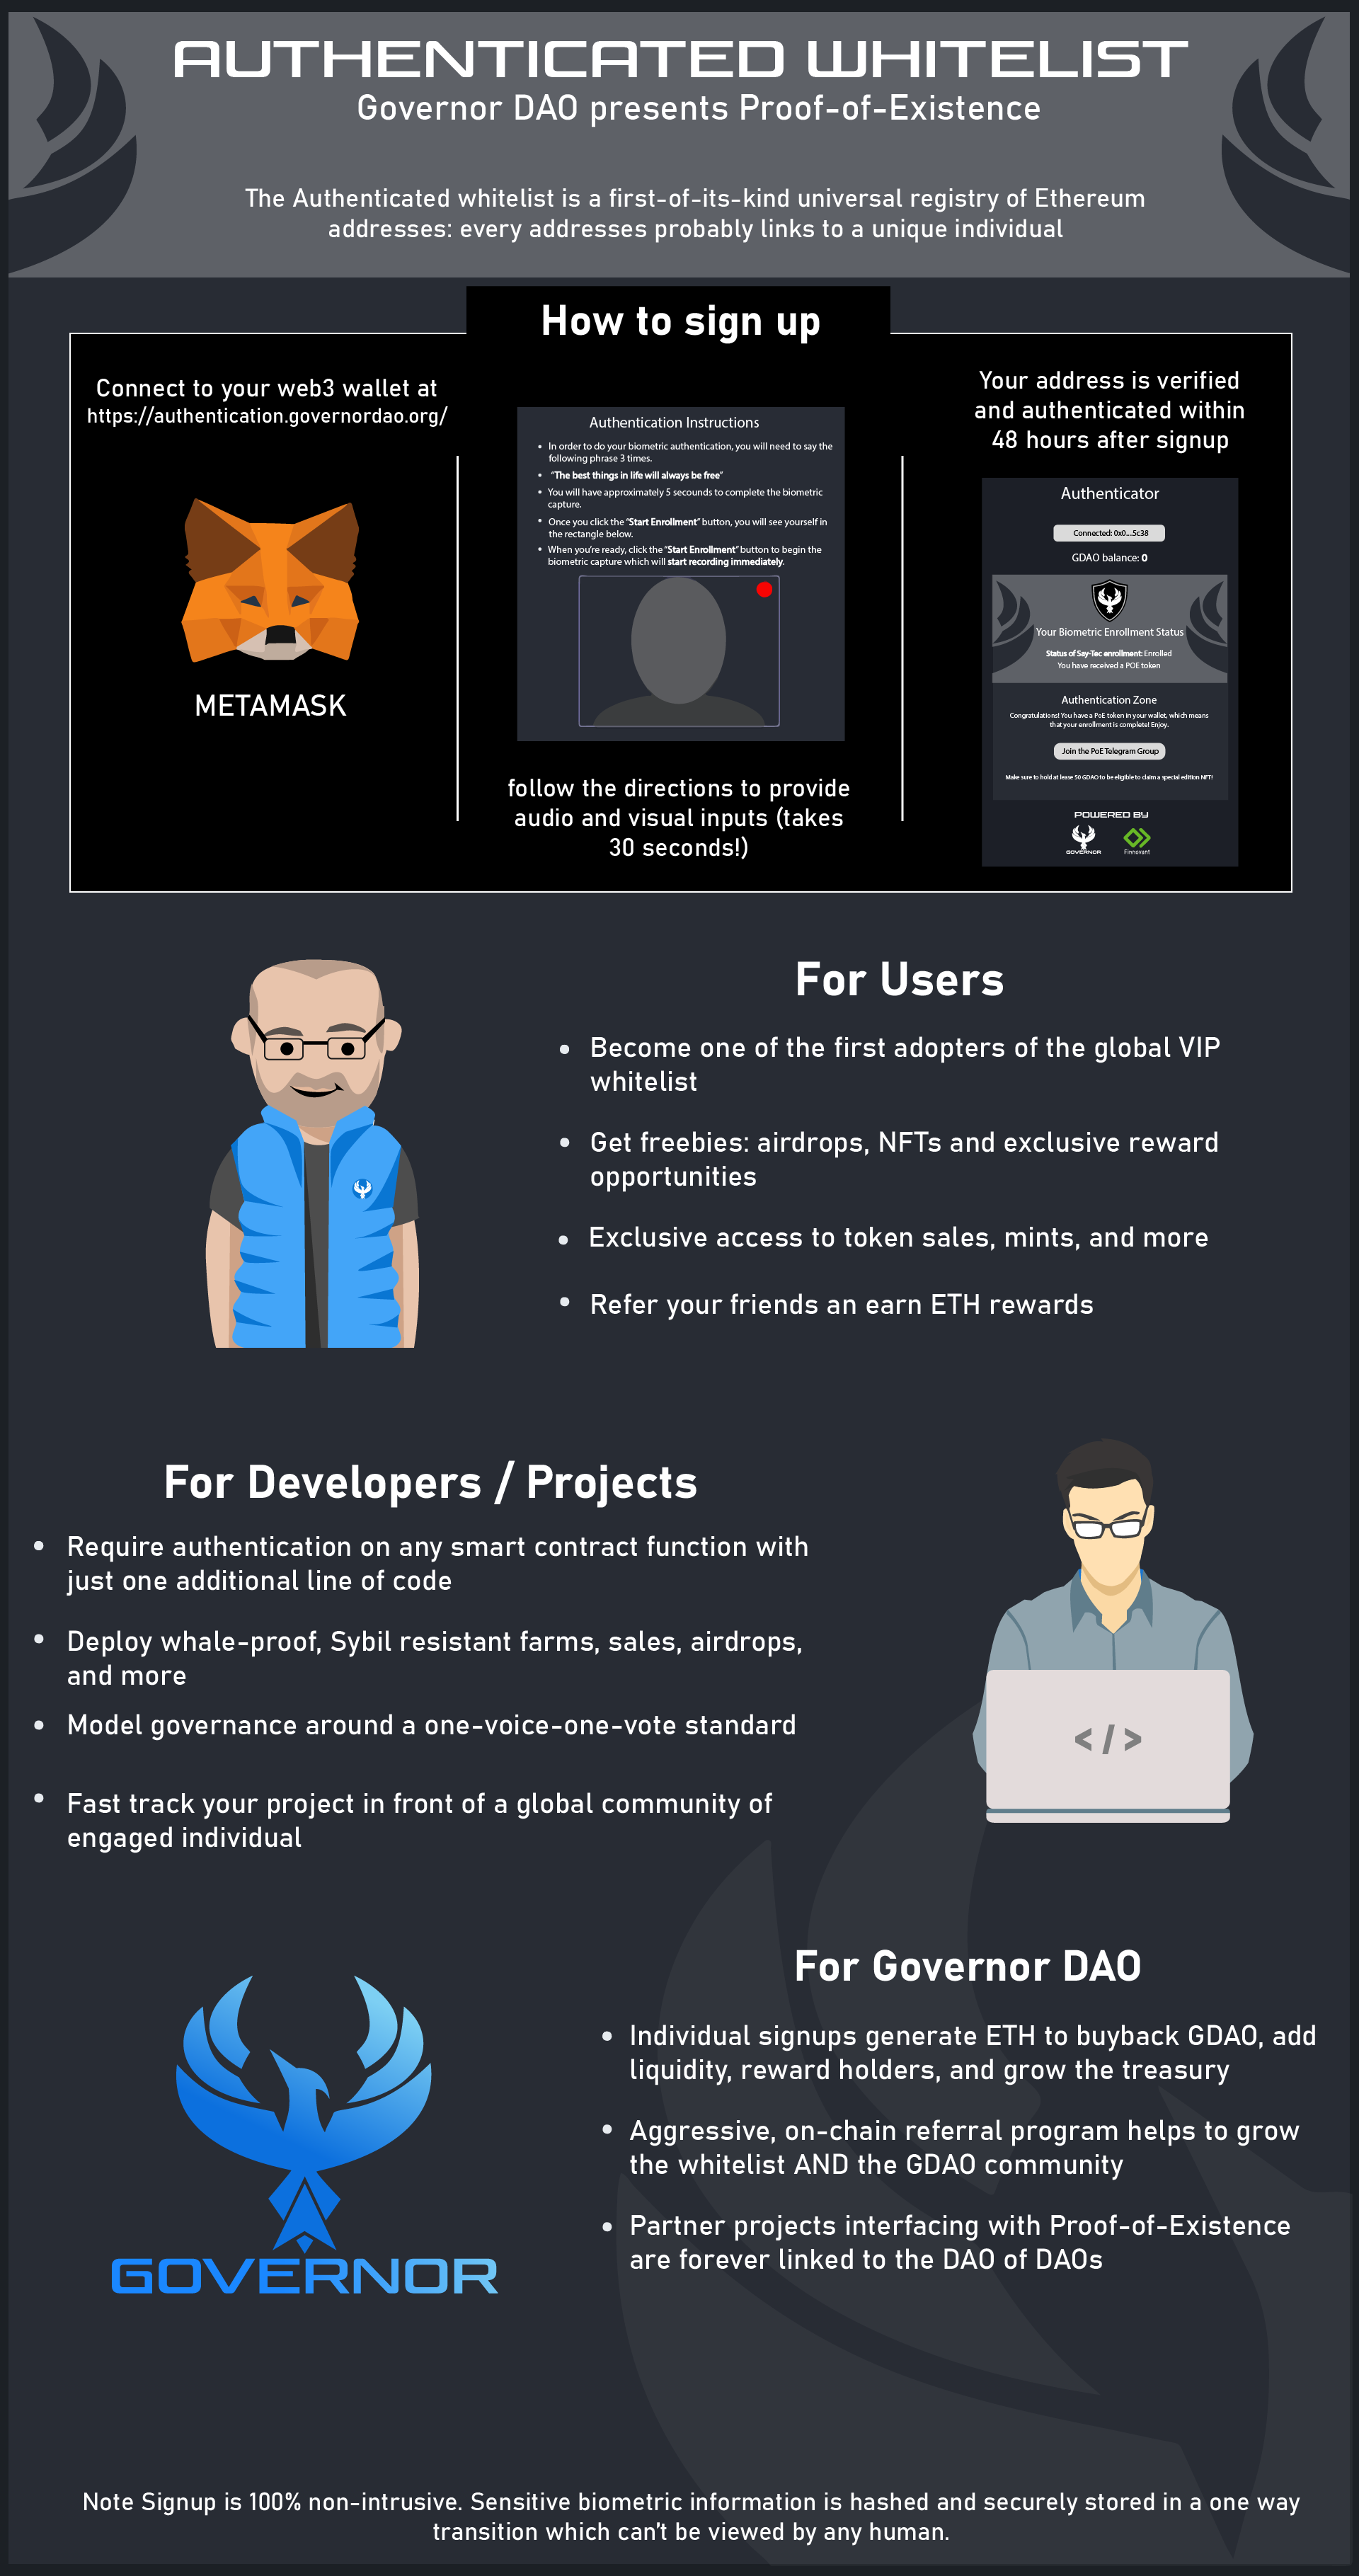 AUTHENTICATED WHITELIST
Governor DAO presents Proof-of-Existence
The Authenticated whitelist is a first-of-its-kind universal registry of Ethereum
addresses: every addresses probably links to a unique individual
How to sign up
Connect to your web3 wallet at
https://authentication.governordao.org/
METAMASK
Authentication Instructions
• In order to do your biometric authentication, you will need to say the
following phrase 3 times.
• "The best things in life will always be free"
• You will have approximately 5 seconds to complete the biometric
capture.
• Once you click the "Start Enrollment" button, you will see yourself in
the rectangle below.
• When you're ready, click the "Start Enrollment" button to begin the
biometric capture which will start recording immediately.
follow the directions to provide
audio and visual inputs (takes
30 seconds!)
Your address is verified
and authenticated within
48 hours after signup
Authenticator
Connected: 0x0....5c38
GDAO balance: 0
Your Biometric Enrollment Status
Status of Say-Tec enrollment: Enrolled
You have received a POE token
Authentication Zone
Congratulations! You have a PoE token in your wallet, which means
that your enrollment is complete! Enjoy.
Join the PoE Telegram Group
Make sure to hold at lease 50 GDAO to be eligible to claim a special edition NFT!
POWERED BY
GOVERNOR
Finnovant
For Users
• Become one of the first adopters of the global VIP
whitelist
• Get freebies: airdrops, NFTs and exclusive reward
opportunities
• Exclusive access to token sales, mints, and more
• Refer your friends an earn ETH rewards
For Developers / Projects
• Require authentication on any smart contract function with
just one additional line of code
• Deploy whale-proof, Sybil resistant farms, sales, airdrops,
and more
• Model governance around a one-voice-one-vote standard
• Fast track your project in front of a global community of
engaged individual
</>
For Governor DAO
• Individual signups generate ETH to buyback GDAO, add
liquidity, reward holders, and grow the treasury
• Aggressive, on-chain referral program helps to grow
the whitelist AND the GDAO community
• Partner projects interfacing with Proof-of-Existence
are forever linked to the DAO of DAOs
GOVERNOR
Note Signup is 100% non-intrusive. Sensitive biometric information is hashed and securely stored in a one way
transition which can't be viewed by any human.